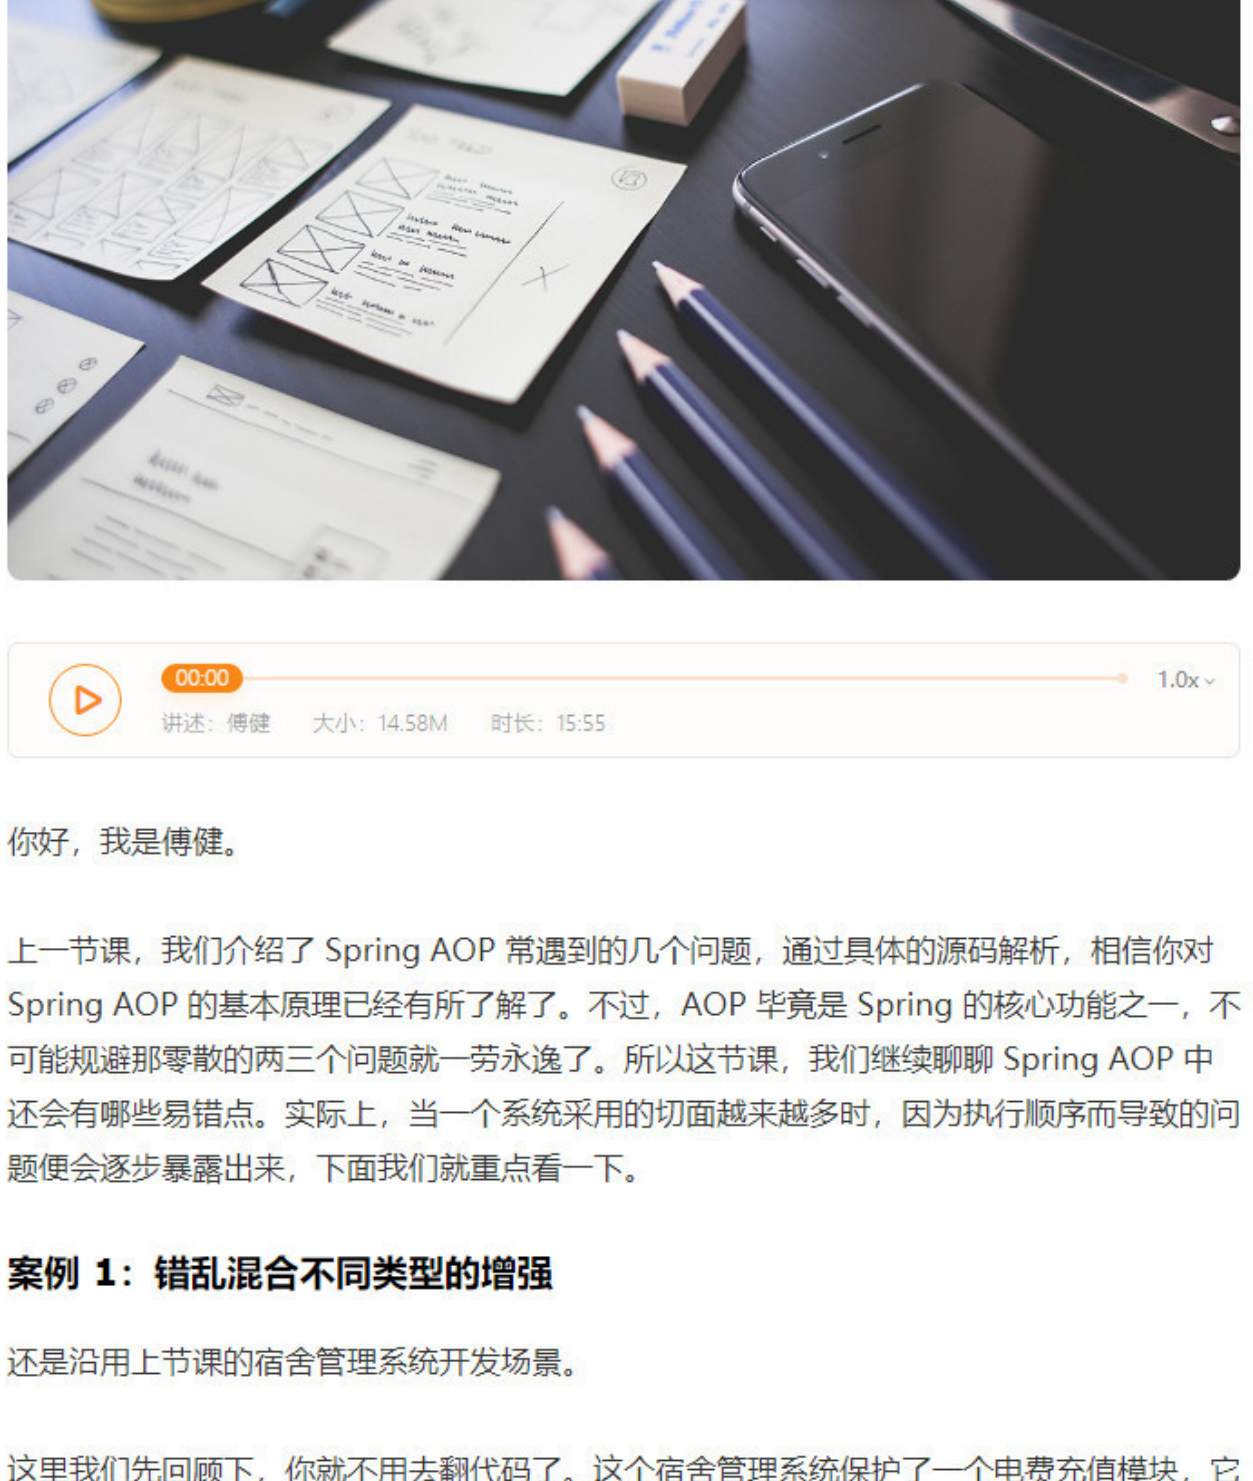 00:00
1.0x
讲述：傅健 大小：14.58M 时长：15:55
你好，我是傅健。
上一节课，我们介绍了 Spring AOP 常遇到的几个问题，通过具体的源码解析，相信你对
Spring AOP 的基本原理已经有所了解了。不过，AOP 毕竟是 Spring 的核心功能之一，不
可能规避那零散的两三个问题就一劳永逸了。所以这节课，我们继续聊聊 Spring AOP 中
还会有哪些易错点。实际上，当一个系统采用的切面越来越多时，因为执行顺序而导致的问
题便会逐步暴露出来，下面我们就重点看一下。
案例 1：错乱混合不同类型的增强
还是沿用上节课的宿舍管理系统开发场景。
这里我们先回顾下，你就不用去翻代码了。这个宿舍管理系统保护了一个电费充值模块，它